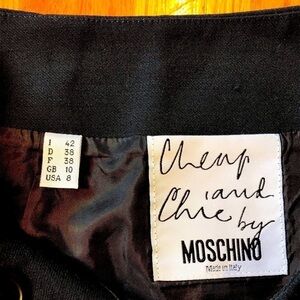 I 42
D 38
F 38
GB 10
USA 8
Cheap
and
Chic by
MOSCHINO
Made in Italy